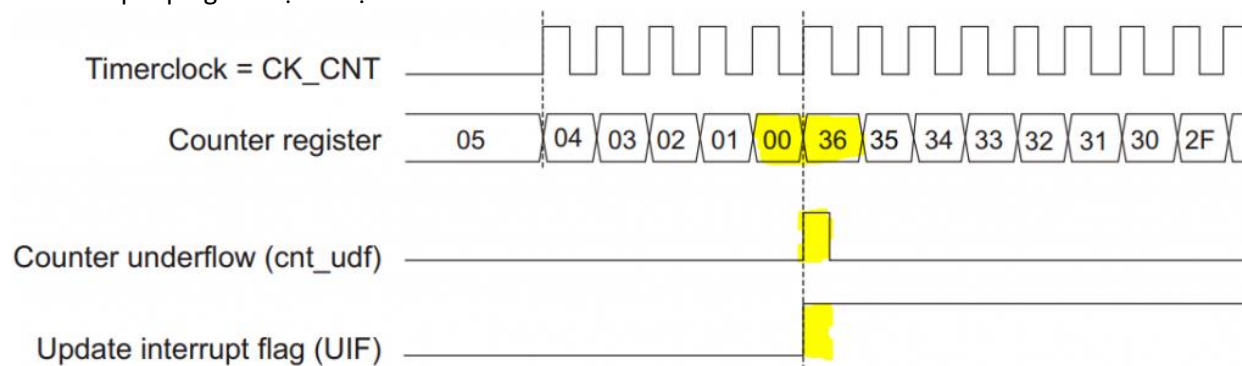 Timerclock = CK_CNT
Counter register 05 04 03 02 01 00 36 35 34 33 32 31 30 2F
Counter underflow (cnt_udf)
Update interrupt flag (UIF)